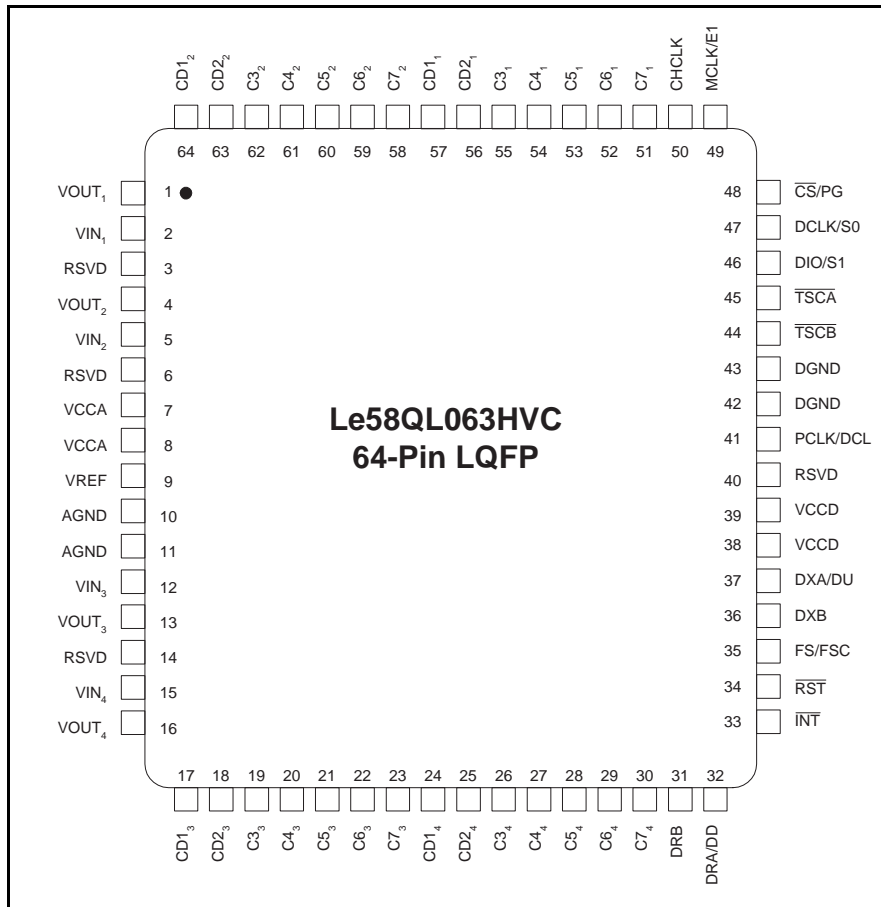 CD1₂ CD2₂ C3₂ C4₂ C5₂ C6₂ C7₂ CD1₁ CD2₁ C3₁ C4₁ C5₁ C6₁ C7₁ CHCLK MCLK/E1
64 63 62 61 60 59 58 57 56 55 54 53 52 51 50 49
VOUT₁ 1
VIN₁ 2
RSVD 3
VOUT₂ 4
VIN₂ 5
RSVD 6
VCCA 7
VCCA 8
VREF 9
AGND 10
AGND 11
VIN₃ 12
VOUT₃ 13
RSVD 14
VIN₄ 15
VOUT₄ 16
Le58QL063HVC
64-Pin LQFP
48 C̅S̅/PG
47 DCLK/S0
46 DIO/S1
45 T̅S̅C̅A̅
44 T̅S̅C̅B̅
43 DGND
42 DGND
41 PCLK/DCL
40 RSVD
39 VCCD
38 VCCD
37 DXA/DU
36 DXB
35 FS/FSC
34 R̅S̅T̅
33 I̅N̅T̅
17 18 19 20 21 22 23 24 25 26 27 28 29 30 31 32
CD1₃ CD2₃ C3₃ C4₃ C5₃ C6₃ C7₃ CD1₄ CD2₄ C3₄ C4₄ C5₄ C6₄ C7₄ DRB DRA/DD